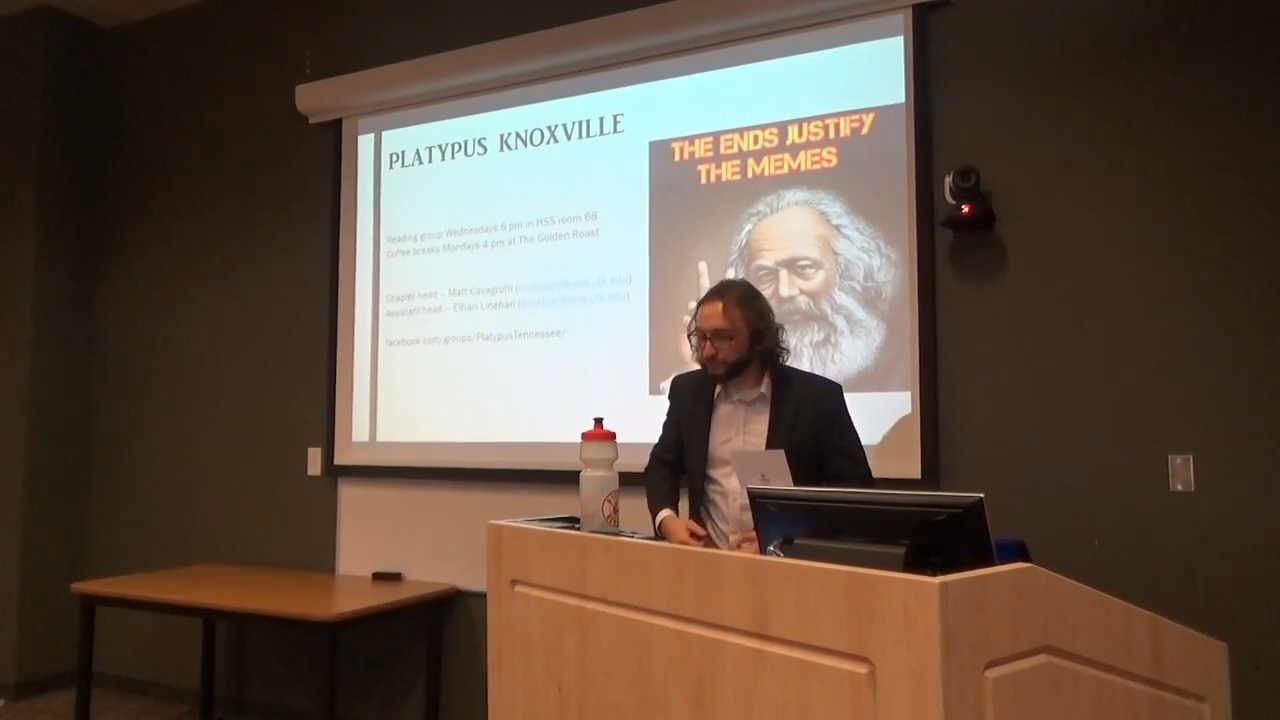 PLATYPUS KNOXVILLE
THE ENDS JUSTIFY
THE MEMES
Reading group Wednesdays 6 pm in HSS room 68
Coffee breaks Mondays 4 pm at The Golden Roast
Chapter head – Matt Cavagrotti
Assistant head – Ethan Linehan
facebook.com/groups/PlatypusTennessee/